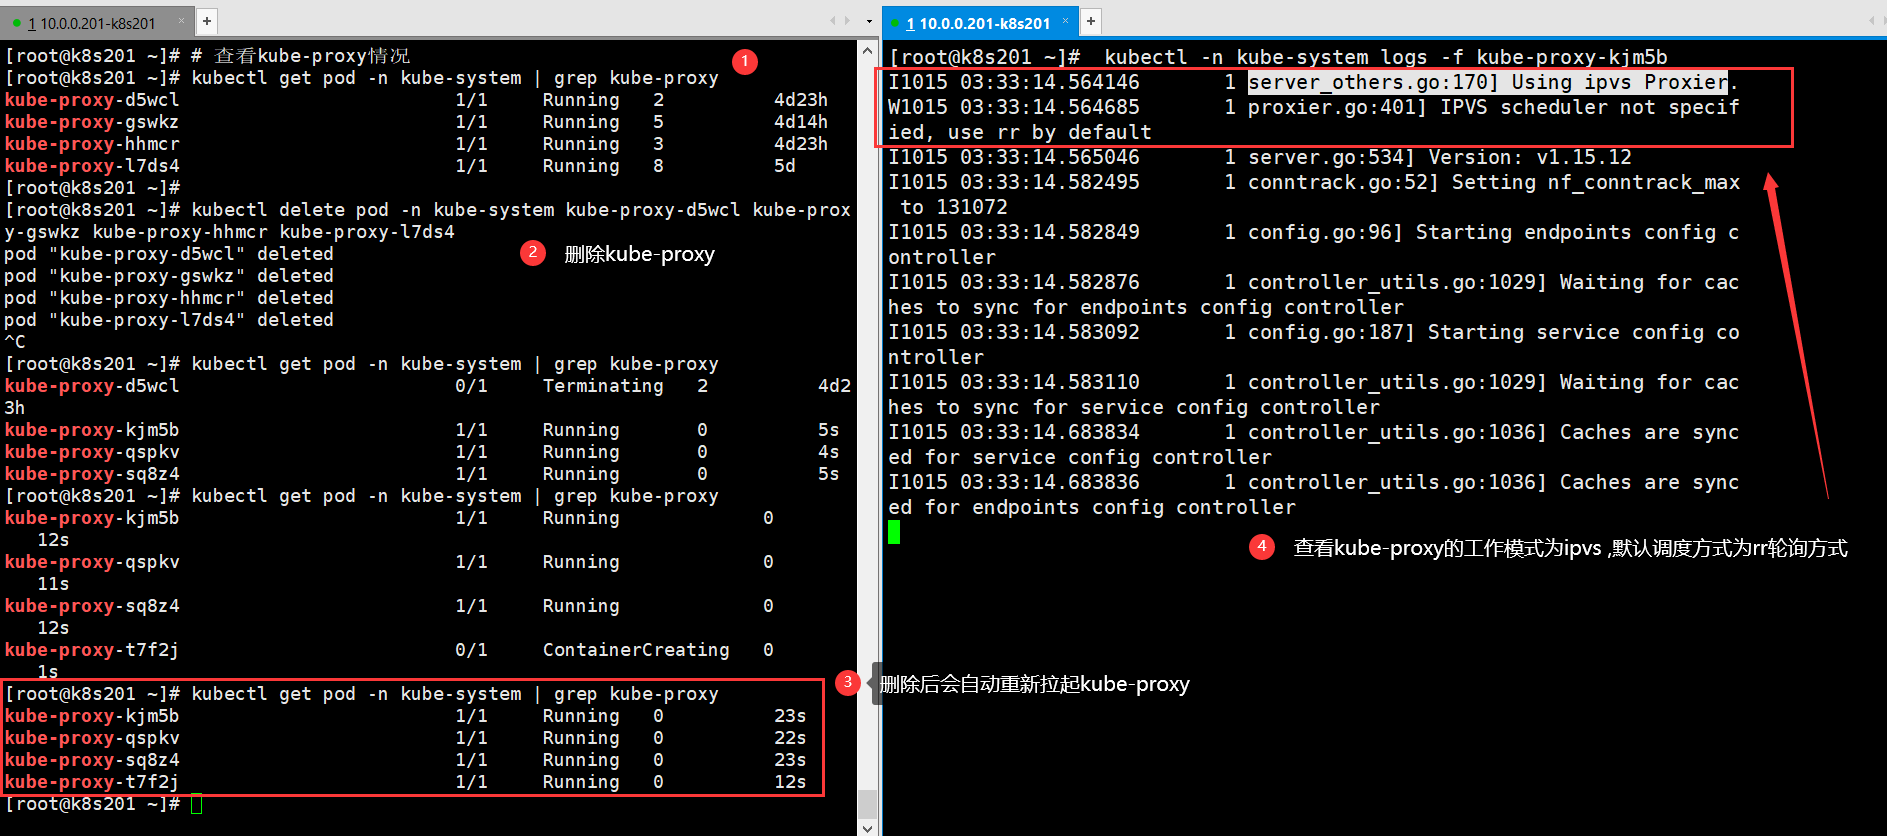 1 10.0.0.201-k8s201 × +
[root@k8s201 ~]# # 查看kube-proxy情况
1
[root@k8s201 ~]# kubectl get pod -n kube-system | grep kube-proxy
kube-proxy-d5wcl 1/1 Running 2 4d23h
kube-proxy-gswkz 1/1 Running 5 4d14h
kube-proxy-hhmcr 1/1 Running 3 4d23h
kube-proxy-l7ds4 1/1 Running 8 5d
[root@k8s201 ~]#
[root@k8s201 ~]# kubectl delete pod -n kube-system kube-proxy-d5wcl kube-prox
y-gswkz kube-proxy-hhmcr kube-proxy-l7ds4
pod "kube-proxy-d5wcl" deleted
2 删除kube-proxy
pod "kube-proxy-gswkz" deleted
pod "kube-proxy-hhmcr" deleted
pod "kube-proxy-l7ds4" deleted
^C
[root@k8s201 ~]# kubectl get pod -n kube-system | grep kube-proxy
kube-proxy-d5wcl 0/1 Terminating 2 4d2
3h
kube-proxy-kjm5b 1/1 Running 0 5s
kube-proxy-qspkv 1/1 Running 0 4s
kube-proxy-sq8z4 1/1 Running 0 5s
[root@k8s201 ~]# kubectl get pod -n kube-system | grep kube-proxy
kube-proxy-kjm5b 1/1 Running 0
12s
kube-proxy-qspkv 1/1 Running 0
11s
kube-proxy-sq8z4 1/1 Running 0
12s
kube-proxy-t7f2j 0/1 ContainerCreating 0
1s
[root@k8s201 ~]# kubectl get pod -n kube-system | grep kube-proxy
kube-proxy-kjm5b 1/1 Running 0 23s
kube-proxy-qspkv 1/1 Running 0 22s
kube-proxy-sq8z4 1/1 Running 0 23s
kube-proxy-t7f2j 1/1 Running 0 12s
[root@k8s201 ~]#
3 删除后会自动重新拉起kube-proxy
1 10.0.0.201-k8s201 × +
[root@k8s201 ~]#  kubectl -n kube-system logs -f kube-proxy-kjm5b
I1015 03:33:14.564146 1 server_others.go:170] Using ipvs Proxier.
W1015 03:33:14.564685 1 proxier.go:401] IPVS scheduler not specif
ied, use rr by default
I1015 03:33:14.565046 1 server.go:534] Version: v1.15.12
I1015 03:33:14.582495 1 conntrack.go:52] Setting nf_conntrack_max
to 131072
I1015 03:33:14.582849 1 config.go:96] Starting endpoints config c
ontroller
I1015 03:33:14.582876 1 controller_utils.go:1029] Waiting for cac
hes to sync for endpoints config controller
I1015 03:33:14.583092 1 config.go:187] Starting service config co
ntroller
I1015 03:33:14.583110 1 controller_utils.go:1029] Waiting for cac
hes to sync for service config controller
I1015 03:33:14.683834 1 controller_utils.go:1036] Caches are sync
ed for service config controller
I1015 03:33:14.683836 1 controller_utils.go:1036] Caches are sync
ed for endpoints config controller
4 查看kube-proxy的工作模式为ipvs ,默认调度方式为rr轮询方式